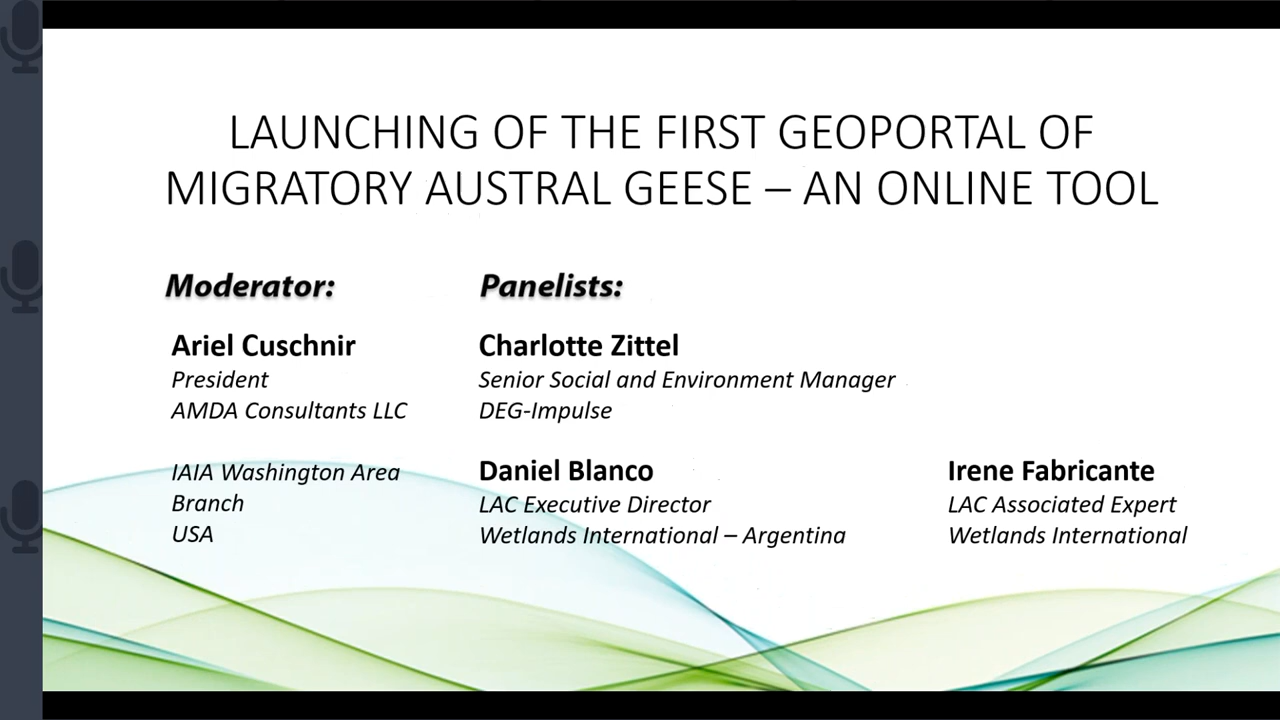 LAUNCHING OF THE FIRST GEOPORTAL OF
MIGRATORY AUSTRAL GEESE – AN ONLINE TOOL
Moderator:
Ariel Cuschnir
President
AMDA Consultants LLC
IAIA Washington Area
Branch
USA
Panelists:
Charlotte Zittel
Senior Social and Environment Manager
DEG-Impulse
Daniel Blanco
LAC Executive Director
Wetlands International – Argentina
Irene Fabricante
LAC Associated Expert
Wetlands International